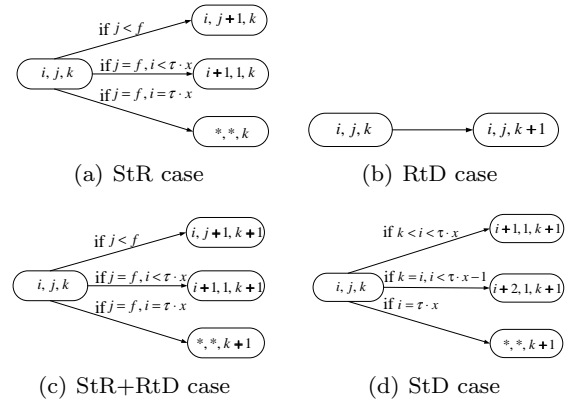 if j < f
i, j+1, k
i, j, k
if j = f, i < τ · x
i+1, 1, k
if j = f, i = τ · x
*, *, k
(a) StR case
i, j, k
i, j, k+1
(b) RtD case
if j < f
i, j+1, k+1
i, j, k
if j = f, i < τ · x
i+1, 1, k+1
if j = f, i = τ · x
*, *, k+1
(c) StR+RtD case
if k < i < τ · x
i+1, 1, k+1
i, j, k
if k = i, i < τ · x − 1
i+2, 1, k+1
if i = τ · x
*, *, k+1
(d) StD case